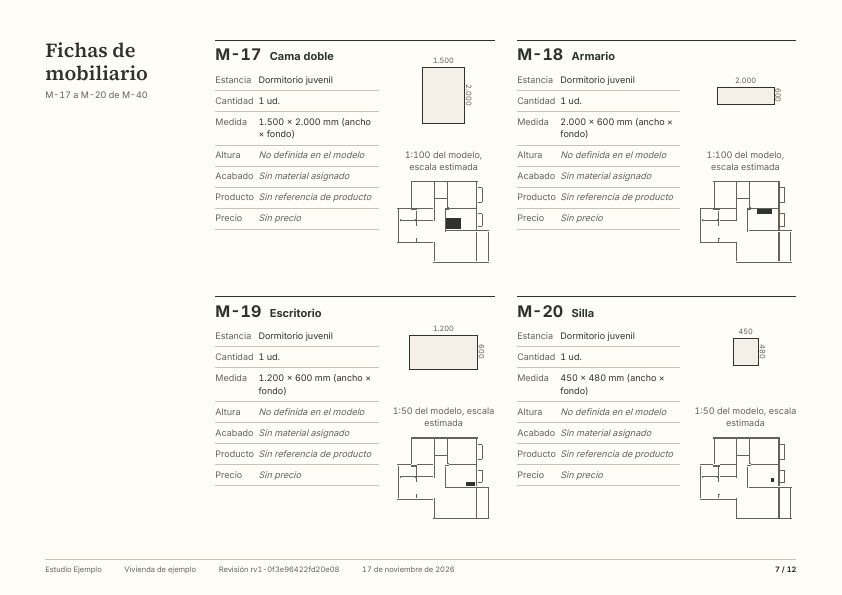 Fichas de
mobiliario
M-17 a M-20 de M-40
M-17 Cama doble
Estancia Dormitorio juvenil
Cantidad 1 ud.
Medida 1.500 × 2.000 mm (ancho
× fondo)
Altura No definida en el modelo
Acabado Sin material asignado
Producto Sin referencia de producto
Precio Sin precio
1.500
2.000
1:100 del modelo,
escala estimada
M-18 Armario
Estancia Dormitorio juvenil
Cantidad 1 ud.
Medida 2.000 × 600 mm (ancho ×
fondo)
Altura No definida en el modelo
Acabado Sin material asignado
Producto Sin referencia de producto
Precio Sin precio
2.000
600
1:100 del modelo,
escala estimada
M-19 Escritorio
Estancia Dormitorio juvenil
Cantidad 1 ud.
Medida 1.200 × 600 mm (ancho ×
fondo)
Altura No definida en el modelo
Acabado Sin material asignado
Producto Sin referencia de producto
Precio Sin precio
1.200
600
1:50 del modelo, escala
estimada
M-20 Silla
Estancia Dormitorio juvenil
Cantidad 1 ud.
Medida 450 × 480 mm (ancho ×
fondo)
Altura No definida en el modelo
Acabado Sin material asignado
Producto Sin referencia de producto
Precio Sin precio
450
480
1:50 del modelo, escala
estimada
Estudio Ejemplo Vivienda de ejemplo Revisión rv1-0f3e96422fd20e08 17 de noviembre de 2026 7 / 12